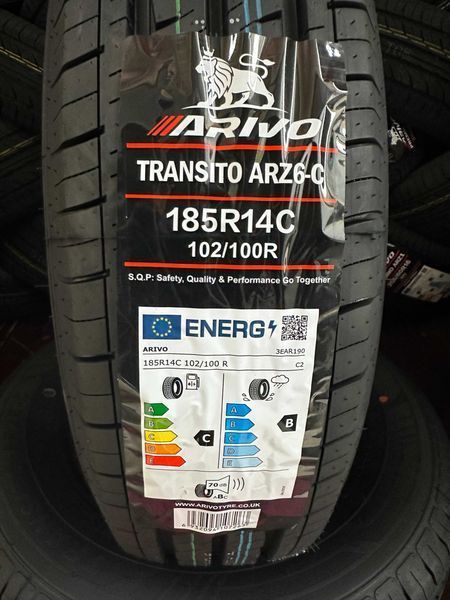 ARIVO
TRANSITO ARZ6-C
185R14C
102/100R
S.Q.P: Safety, Quality & Performance Go Together
ENERG
ARIVO 3EAR190
185R14C 102/100 R C2
A A
B B B
C C C
D D
E E
70 dB
ABC
WWW.ARIVOTYRE.CO.UK